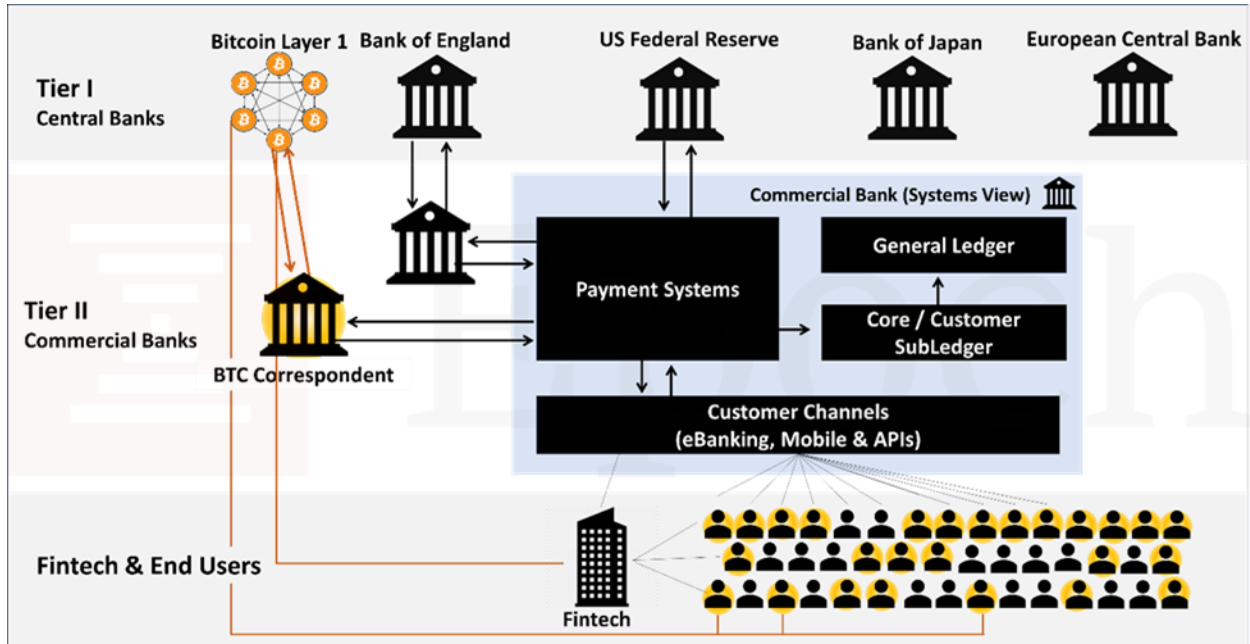 Bitcoin Layer 1
Bank of England
US Federal Reserve
Bank of Japan
European Central Bank
Tier I
Central Banks
Commercial Bank (Systems View)
Payment Systems
General Ledger
Core / Customer
SubLedger
Tier II
Commercial Banks
BTC Correspondent
Customer Channels
(eBanking, Mobile & APIs)
Epoch
Fintech & End Users
Fintech